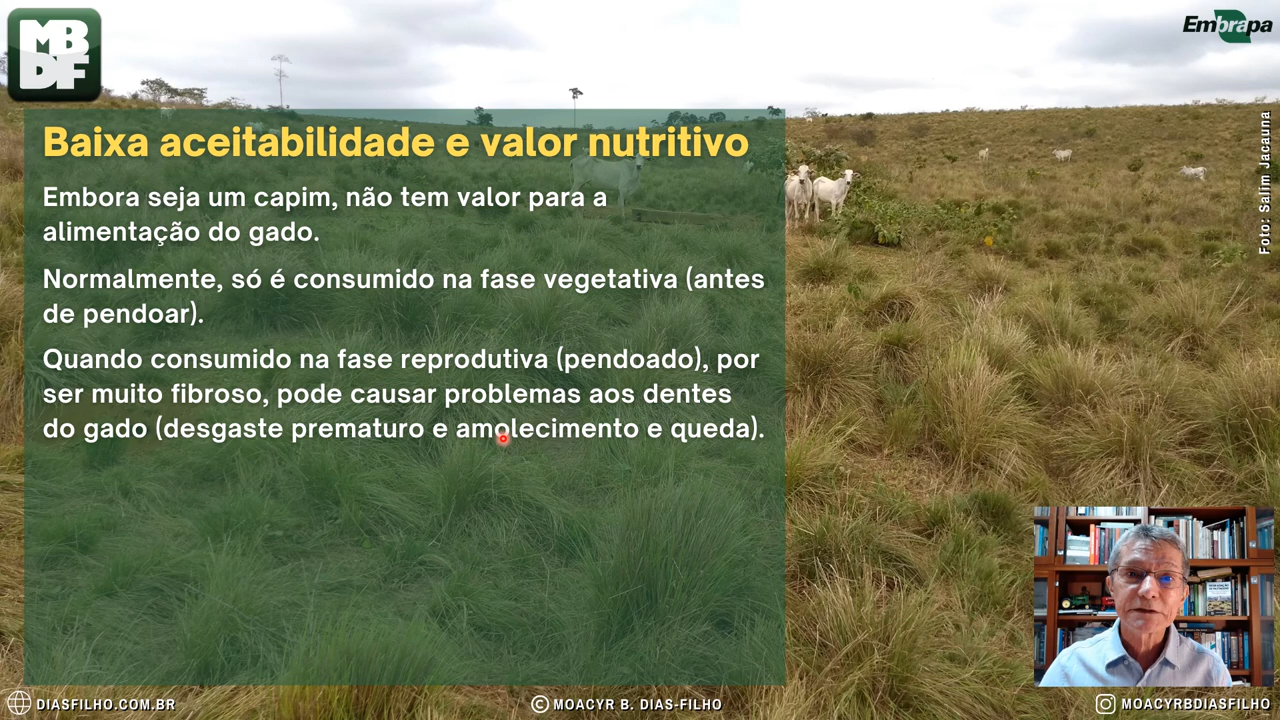 MB
DF
Embrapa
Baixa aceitabilidade e valor nutritivo
Embora seja um capim, não tem valor para a
alimentação do gado.
Normalmente, só é consumido na fase vegetativa (antes
de pendoar).
Quando consumido na fase reprodutiva (pendoado), por
ser muito fibroso, pode causar problemas aos dentes
do gado (desgaste prematuro e amolecimento e queda).
Foto: Salim Jacauna
DIASFILHO.COM.BR
© MOACYR B. DIAS-FILHO
MOACYRBDIASFILHO